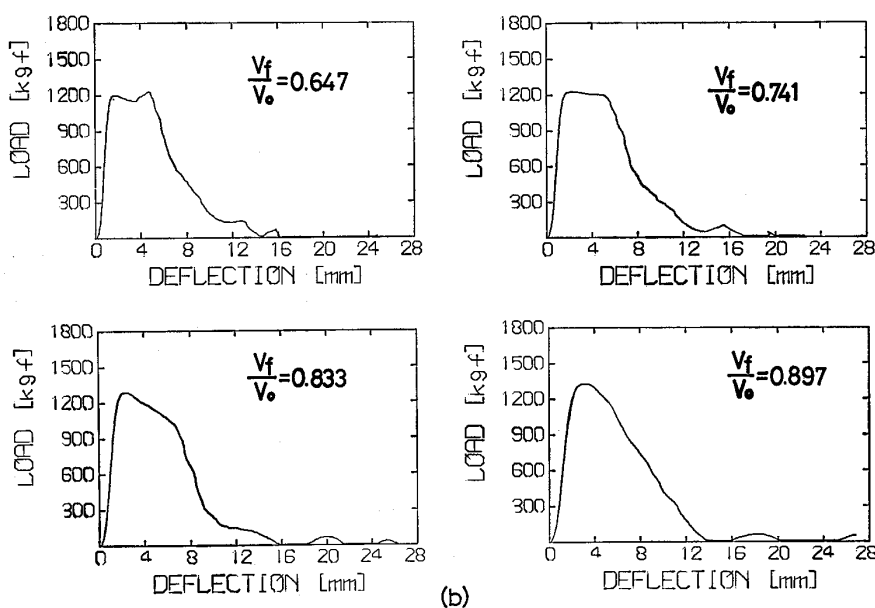 LOAD [kgf]
1800
1500
1200
900
600
300
0 4 8 12 16 20 24 28
DEFLECTION [mm]
Vf/Vo=0.647
LOAD [kgf]
1800
1500
1200
900
600
300
0 4 8 12 16 20 24 28
DEFLECTION [mm]
Vf/Vo=0.741
LOAD [kgf]
1800
1500
1200
900
600
300
0 4 8 12 16 20 24 28
DEFLECTION [mm]
Vf/Vo=0.833
LOAD [kgf]
1800
1500
1200
900
600
300
0 4 8 12 16 20 24 28
DEFLECTION [mm]
Vf/Vo=0.897
(b)